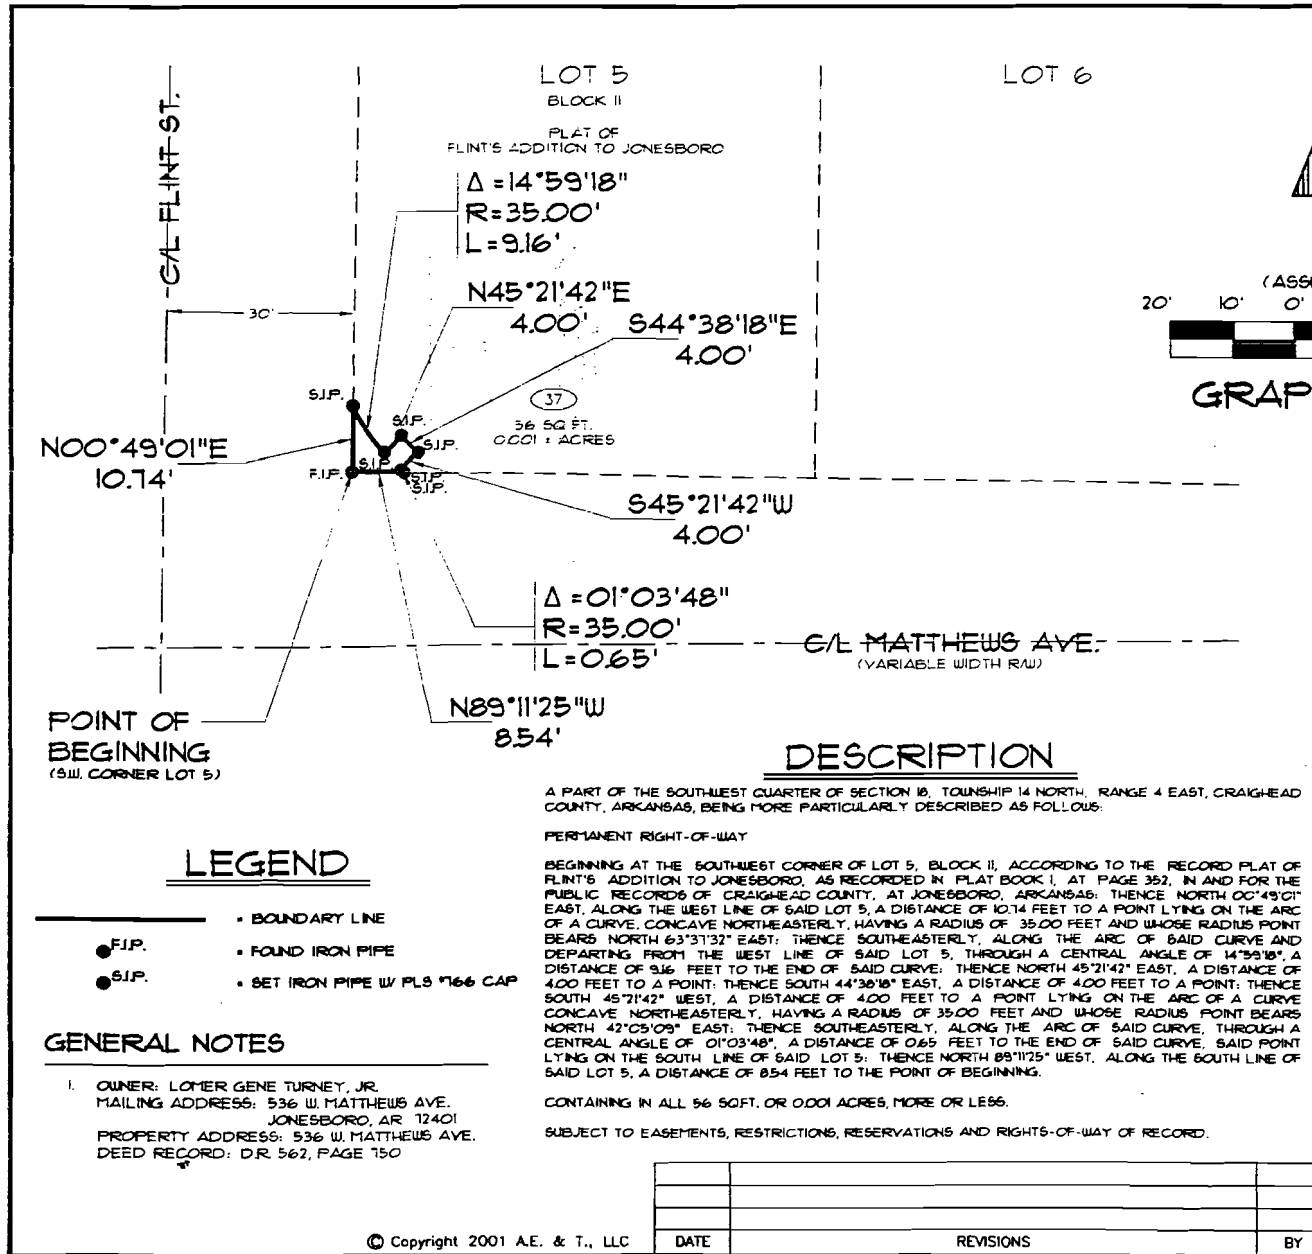 LOT 5
BLOCK 11
PLAT OF
FLINT'S ADDITION TO JONESBORO
LOT 6
C/L FLINT ST.
Δ = 14°59'18"
R=35.00'
L=9.16'
N45°21'42"E
4.00'
S44°38'18"E
4.00'
30'
20' 10' 0'
GRAP
S.I.P.
37
56 SQ. FT.
0.001 ± ACRES
S.I.P.
S.I.P.
N00°49'01"E
10.74'
S.I.P.
F.I.P.
S.I.P.
S.I.P.
S45°21'42"W
4.00'
Δ = 01°03'48"
R=35.00'
L=0.65'
C/L MATTHEWS AVE.
(VARIABLE WIDTH R/W)
N89°11'25"W
8.54'
POINT OF
BEGINNING
(S.W. CORNER LOT 5)
DESCRIPTION
A PART OF THE SOUTHWEST QUARTER OF SECTION 18, TOWNSHIP 14 NORTH, RANGE 4 EAST, CRAIGHEAD
COUNTY, ARKANSAS, BEING MORE PARTICULARLY DESCRIBED AS FOLLOWS:
PERMANENT RIGHT-OF-WAY
BEGINNING AT THE SOUTHWEST CORNER OF LOT 5, BLOCK 11, ACCORDING TO THE RECORD PLAT OF
FLINT'S ADDITION TO JONESBORO, AS RECORDED IN PLAT BOOK 1, AT PAGE 352, IN AND FOR THE
PUBLIC RECORDS OF CRAIGHEAD COUNTY, AT JONESBORO, ARKANSAS: THENCE NORTH 00°49'01"
EAST, ALONG THE WEST LINE OF SAID LOT 5, A DISTANCE OF 10.74 FEET TO A POINT LYING ON THE ARC
OF A CURVE, CONCAVE NORTHEASTERLY, HAVING A RADIUS OF 35.00 FEET AND WHOSE RADIUS POINT
BEARS NORTH 63°37'32" EAST: THENCE SOUTHEASTERLY, ALONG THE ARC OF SAID CURVE AND
DEPARTING FROM THE WEST LINE OF SAID LOT 5, THROUGH A CENTRAL ANGLE OF 14°59'18", A
DISTANCE OF 9.16 FEET TO THE END OF SAID CURVE: THENCE NORTH 45°21'42" EAST, A DISTANCE OF
4.00 FEET TO A POINT: THENCE SOUTH 44°38'18" EAST, A DISTANCE OF 4.00 FEET TO A POINT: THENCE
SOUTH 45°21'42" WEST, A DISTANCE OF 4.00 FEET TO A POINT LYING ON THE ARC OF A CURVE
CONCAVE NORTHEASTERLY, HAVING A RADIUS OF 35.00 FEET AND WHOSE RADIUS POINT BEARS
NORTH 42°05'09" EAST: THENCE SOUTHEASTERLY, ALONG THE ARC OF SAID CURVE, THROUGH A
CENTRAL ANGLE OF 01°03'48", A DISTANCE OF 0.65 FEET TO THE END OF SAID CURVE, SAID POINT
LYING ON THE SOUTH LINE OF SAID LOT 5: THENCE NORTH 89°11'25" WEST, ALONG THE SOUTH LINE OF
SAID LOT 5, A DISTANCE OF 8.54 FEET TO THE POINT OF BEGINNING.
CONTAINING IN ALL 56 SQ.FT. OR 0.001 ACRES, MORE OR LESS.
SUBJECT TO EASEMENTS, RESTRICTIONS, RESERVATIONS AND RIGHTS-OF-WAY OF RECORD.
LEGEND
• BOUNDARY LINE
F.I.P. • FOUND IRON PIPE
S.I.P. • SET IRON PIPE W/ PLS #766 CAP
GENERAL NOTES
1. OWNER: LOMER GENE TURNEY, JR.
MAILING ADDRESS: 536 W. MATTHEWS AVE.
JONESBORO, AR 72401
PROPERTY ADDRESS: 536 W. MATTHEWS AVE.
DEED RECORD: D.R. 562, PAGE 750
© Copyright 2001 A.E. & T., LLC
DATE REVISIONS BY